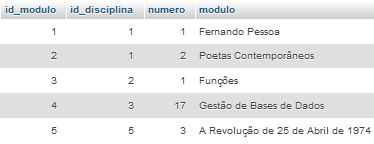 id_modulo id_disciplina numero modulo
1 1 1 Fernando Pessoa
2 1 2 Poetas Contemporâneos
3 2 1 Funções
4 3 17 Gestão de Bases de Dados
5 5 3 A Revolução de 25 de Abril de 1974